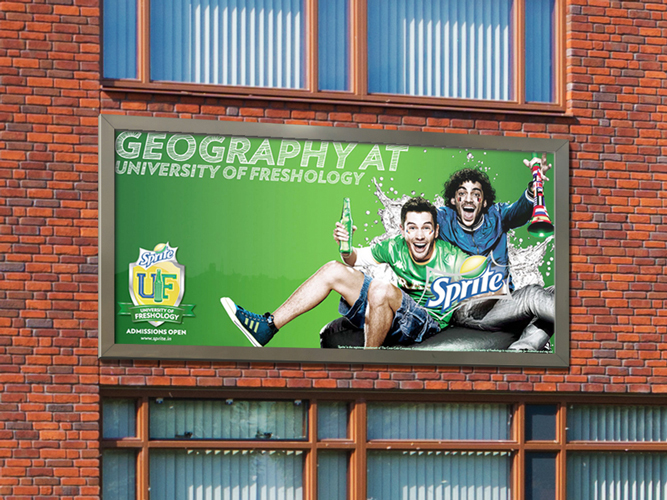 GEOGRAPHY AT
UNIVERSITY OF FRESHOLOGY
Sprite
UF
UNIVERSITY OF
FRESHOLOGY
ADMISSIONS OPEN
www.sprite.in
Sprite